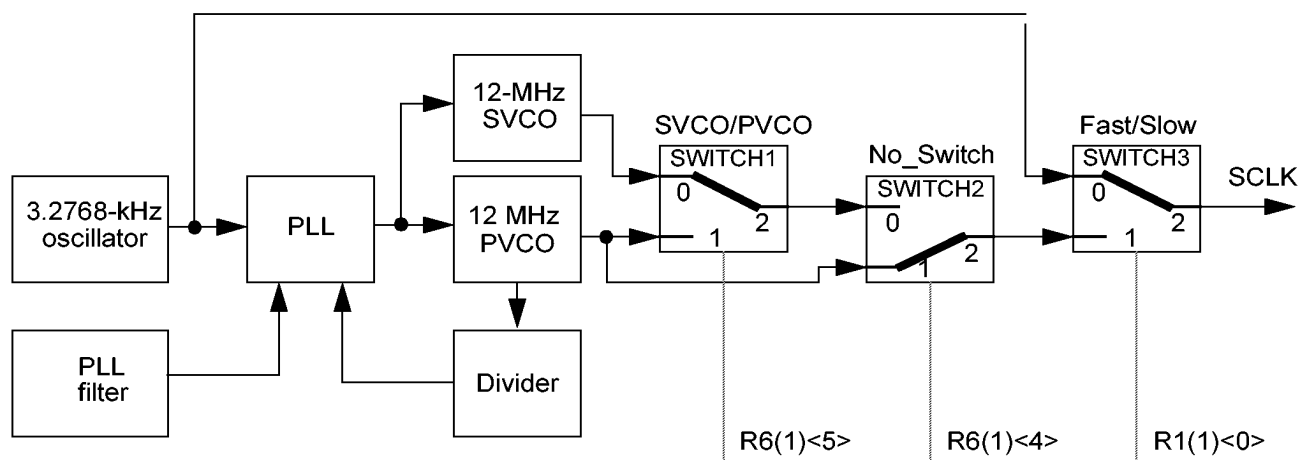 12-MHz
SVCO
SVCO/PVCO
Fast/Slow
SWITCH1
No_Switch
SWITCH3
SCLK
0
2
1
SWITCH2
0
2
1
0
2
1
3.2768-kHz
oscillator
PLL
12 MHz
PVCO
PLL
filter
Divider
R6(1)<5>
R6(1)<4>
R1(1)<0>